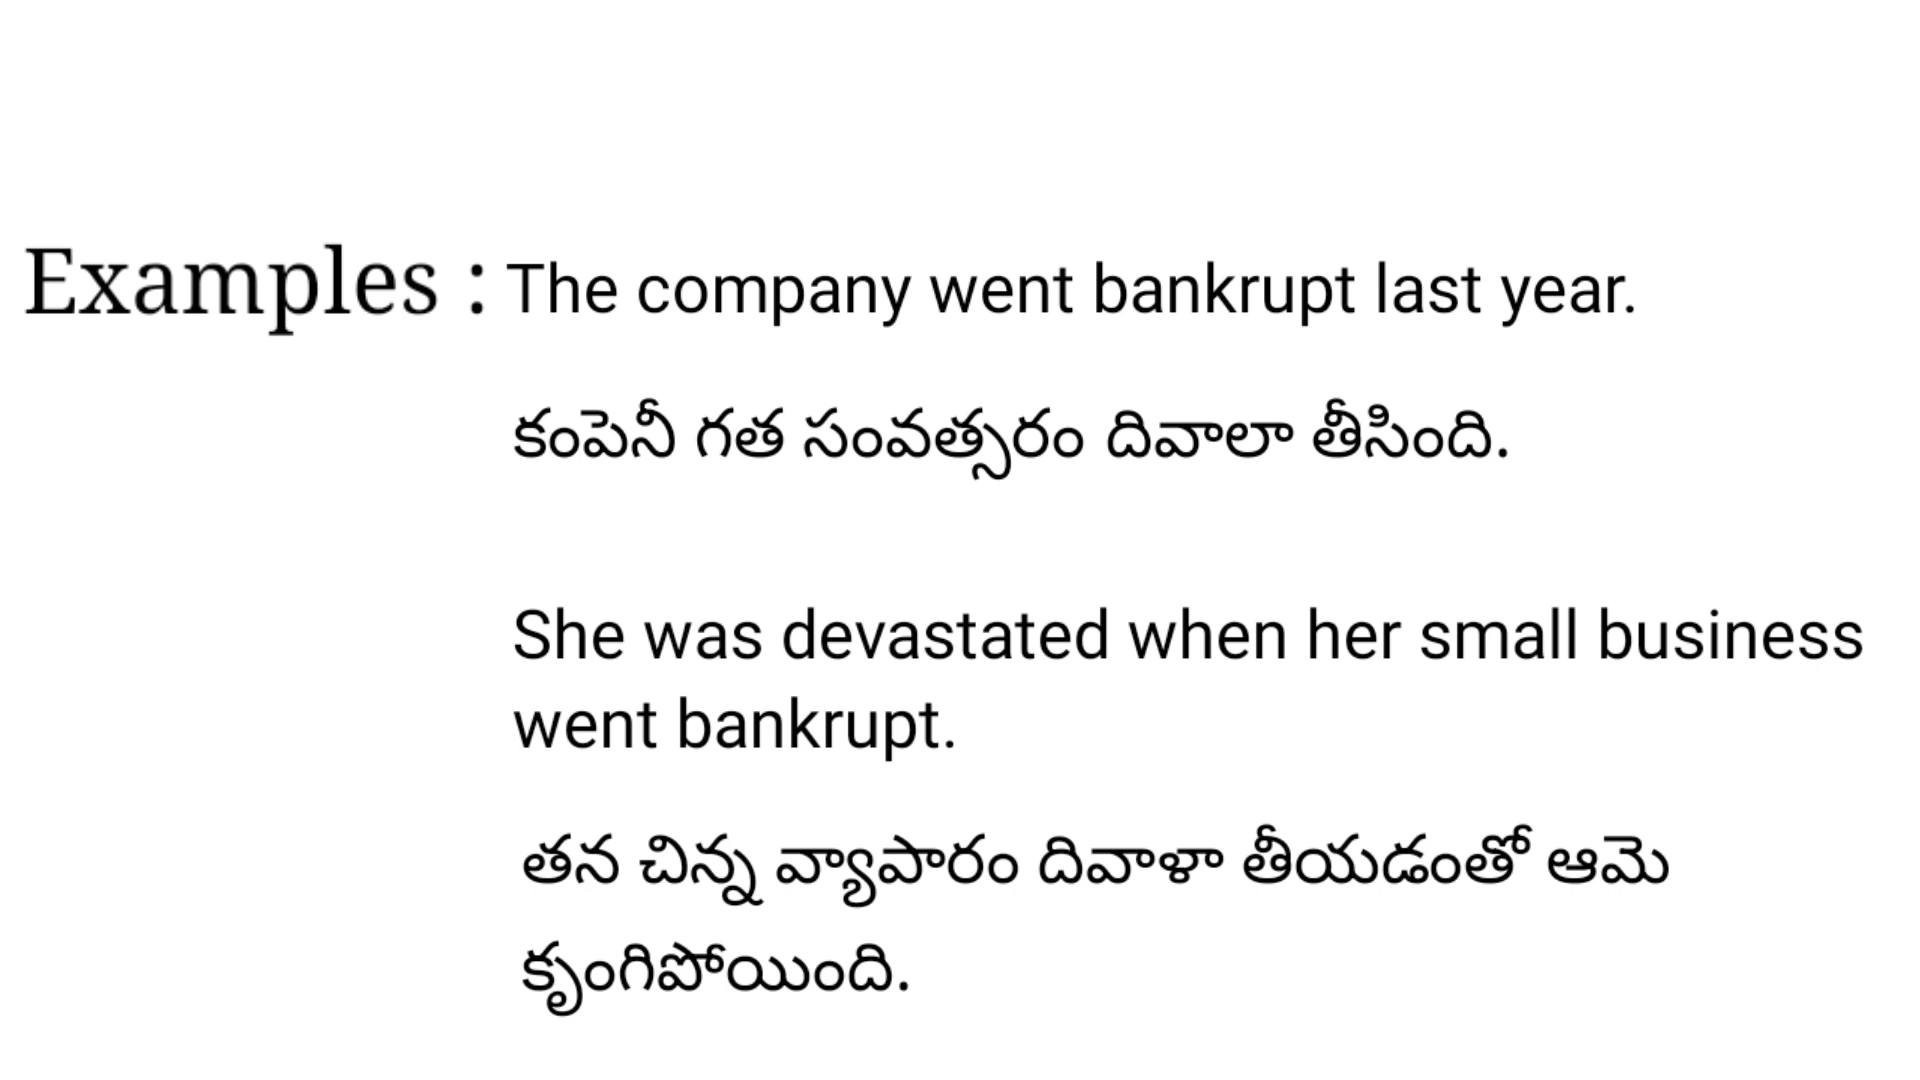 Examples : The company went bankrupt last year.
కంపెనీ గత సంవత్సరం దివాలా తీసింది.
She was devastated when her small business
went bankrupt.
తన చిన్న వ్యాపారం దివాళా తీయడంతో ఆమె
కృంగిపోయింది.